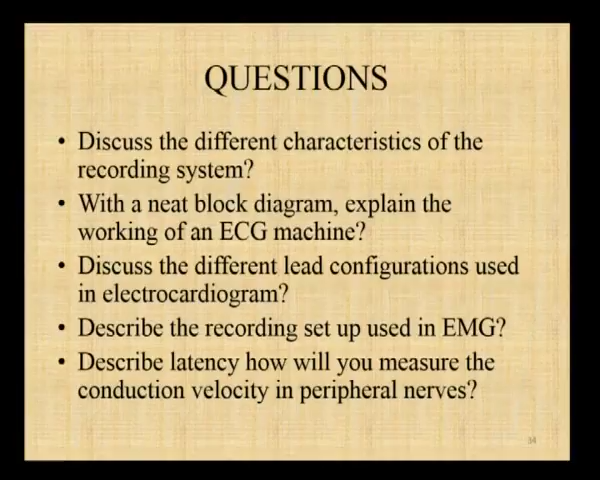 QUESTIONS
• Discuss the different characteristics of the
recording system?
• With a neat block diagram, explain the
working of an ECG machine?
• Discuss the different lead configurations used
in electrocardiogram?
• Describe the recording set up used in EMG?
• Describe latency how will you measure the
conduction velocity in peripheral nerves?